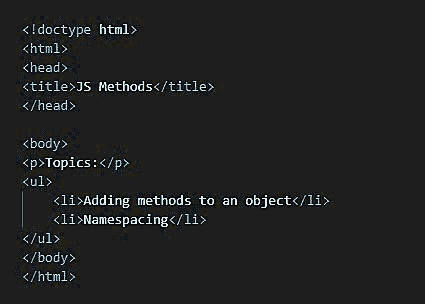 <!doctype html>
<html>
<head>
<title>JS Methods</title>
</head>
<body>
<p>Topics:</p>
<ul>
<li>Adding methods to an object</li>
<li>Namespacing</li>
</ul>
</body>
</html>